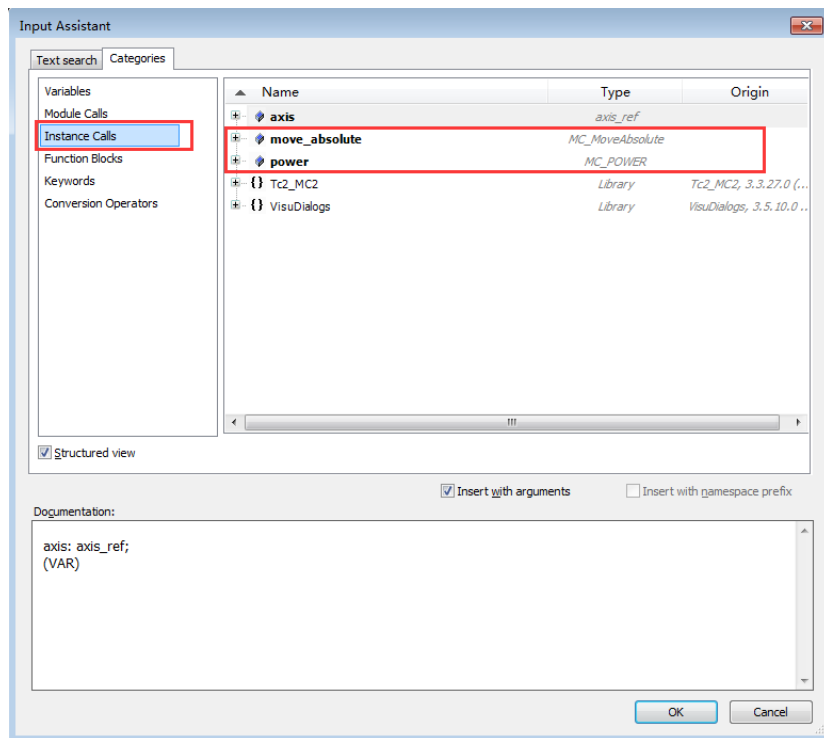 Input Assistant
Text search Categories
Variables
Module Calls
Instance Calls
Function Blocks
Keywords
Conversion Operators
Name Type Origin
axis axis_ref
move_absolute MC_MoveAbsolute
power MC_POWER
{} Tc2_MC2 Library Tc2_MC2, 3.3.27.0 (...
{} VisuDialogs Library VisuDialogs, 3.5.10.0 ...
Structured view
Insert with arguments Insert with namespace prefix
Documentation:
axis: axis_ref;
(VAR)
OK Cancel